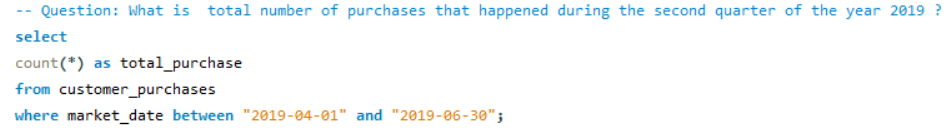 -- Question: What is  total number of purchases that happened during the second quarter of the year 2019 ?
select
count(*) as total_purchase
from customer_purchases
where market_date between "2019-04-01" and "2019-06-30";